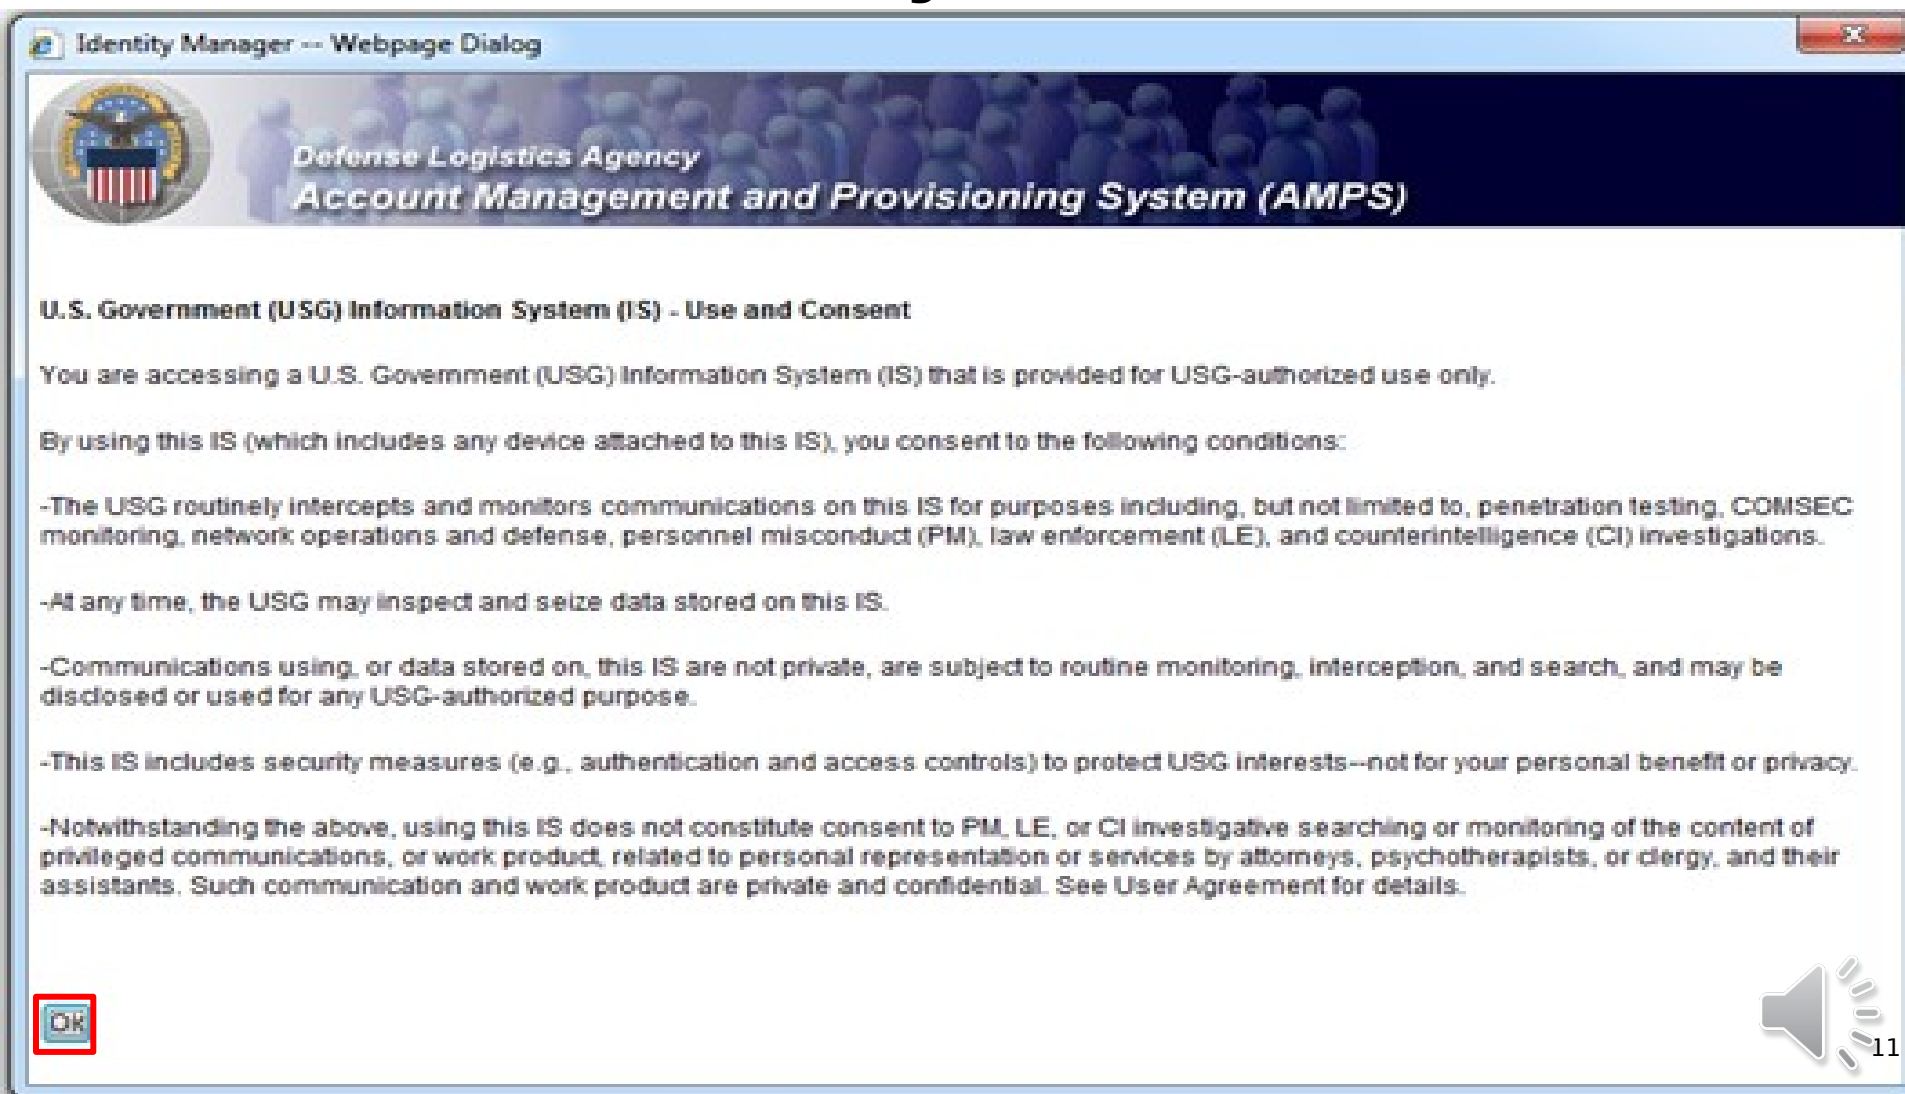 Identity Manager -- Webpage Dialog
Defense Logistics Agency
Account Management and Provisioning System (AMPS)
U.S. Government (USG) Information System (IS) - Use and Consent
You are accessing a U.S. Government (USG) Information System (IS) that is provided for USG-authorized use only.
By using this IS (which includes any device attached to this IS), you consent to the following conditions:
-The USG routinely intercepts and monitors communications on this IS for purposes including, but not limited to, penetration testing, COMSEC
monitoring, network operations and defense, personnel misconduct (PM), law enforcement (LE), and counterintelligence (CI) investigations.
-At any time, the USG may inspect and seize data stored on this IS.
-Communications using, or data stored on, this IS are not private, are subject to routine monitoring, interception, and search, and may be
disclosed or used for any USG-authorized purpose.
-This IS includes security measures (e.g., authentication and access controls) to protect USG interests--not for your personal benefit or privacy.
-Notwithstanding the above, using this IS does not constitute consent to PM, LE, or CI investigative searching or monitoring of the content of
privileged communications, or work product, related to personal representation or services by attorneys, psychotherapists, or clergy, and their
assistants. Such communication and work product are private and confidential. See User Agreement for details.
OK
11